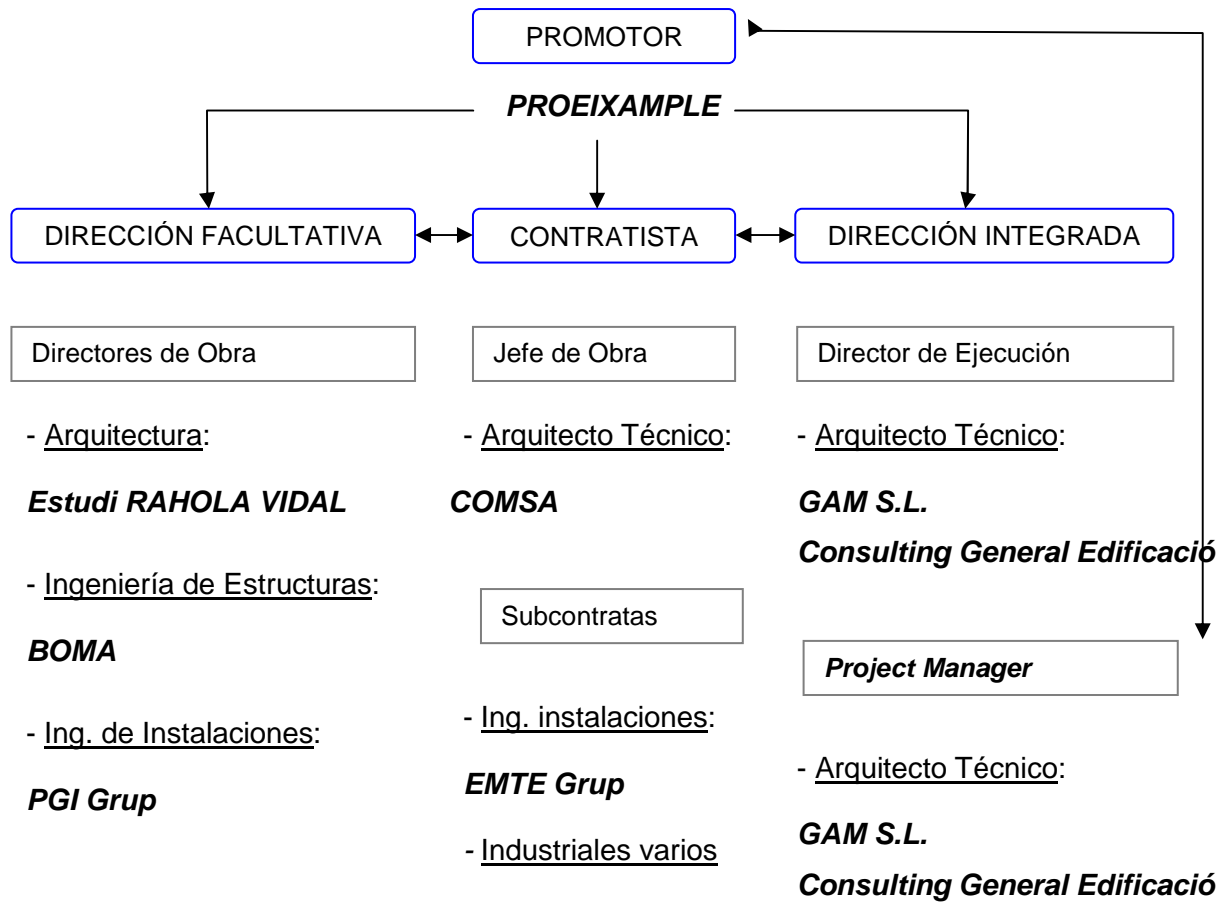 PROMOTOR
PROEIXAMPLE
DIRECCIÓN FACULTATIVA
CONTRATISTA
DIRECCIÓN INTEGRADA
Directores de Obra
- Arquitectura:
Estudi RAHOLA VIDAL
- Ingeniería de Estructuras:
BOMA
- Ing. de Instalaciones:
PGI Grup
Jefe de Obra
- Arquitecto Técnico:
COMSA
Subcontratas
- Ing. instalaciones:
EMTE Grup
- Industriales varios
Director de Ejecución
- Arquitecto Técnico:
GAM S.L.
Consulting General Edificació
Project Manager
- Arquitecto Técnico:
GAM S.L.
Consulting General Edificació